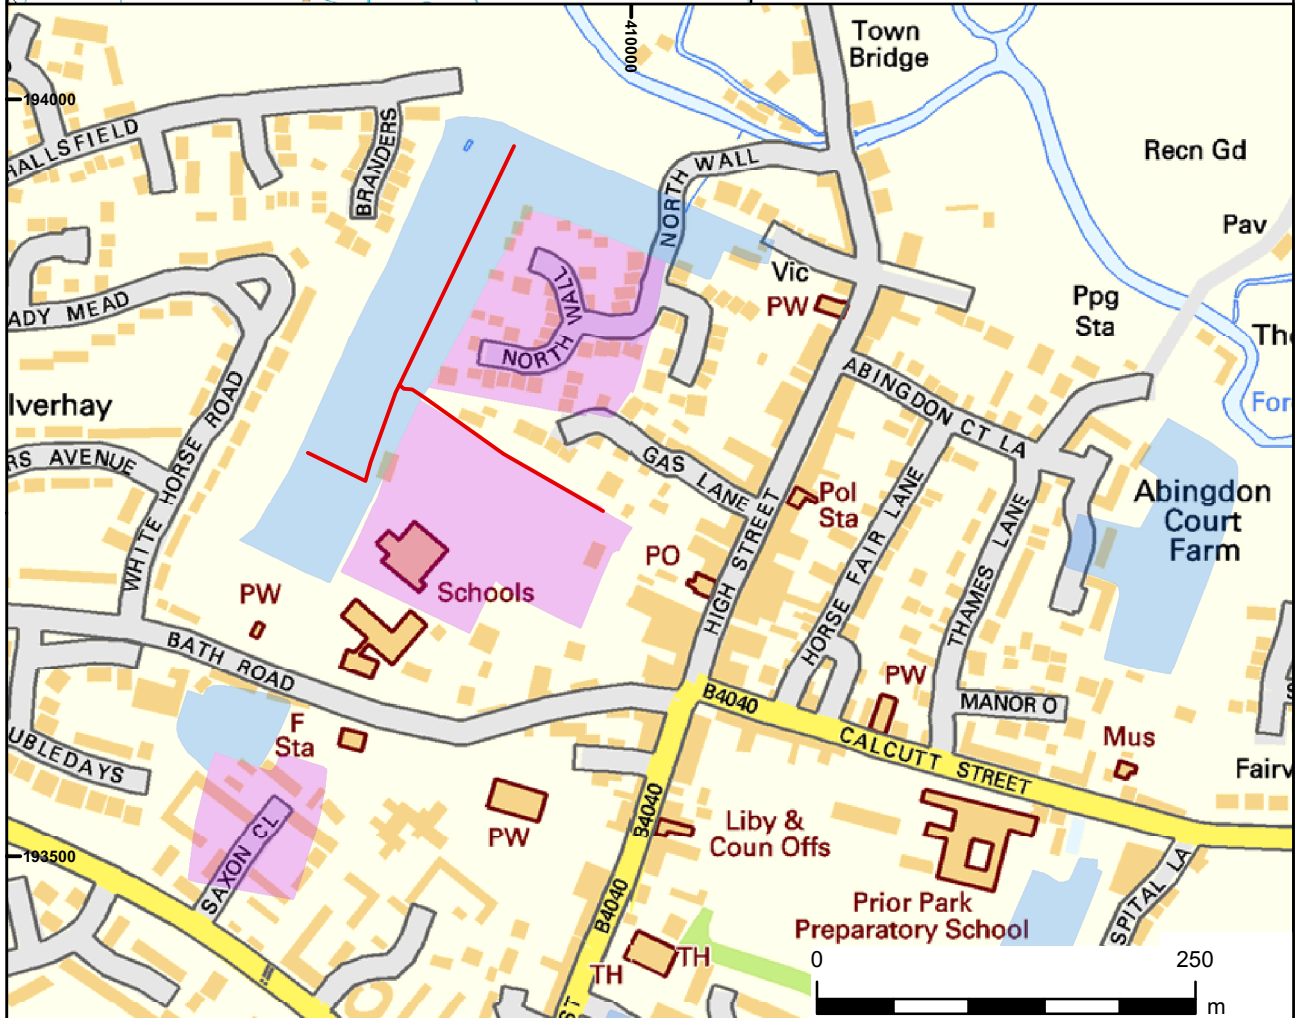 Town
Bridge
410000
194000
HALLSFIELD
BRANDERS
NORTH WALL
Recn Gd
Pav
Vic
PW
Ppg
Sta
ADY MEAD
NORTH WALL
ABINGDON CT LA
lverhay
WHITE HORSE ROAD
RS AVENUE
GAS LANE
HIGH STREET
Pol
Sta
HORSE FAIR LANE
THAMES LANE
Abingdon
Court
Farm
PO
Schools
PW
BATH ROAD
PW
B4040
MANOR O
CALCUTT STREET
Mus
Fairv
F
Sta
UBLEDAYS
SAXON CL
PW
B4040
Liby &
Coun Offs
193500
B4040
Prior Park
Preparatory School
SPITAL LA
TH
TH
ST
0
250
m